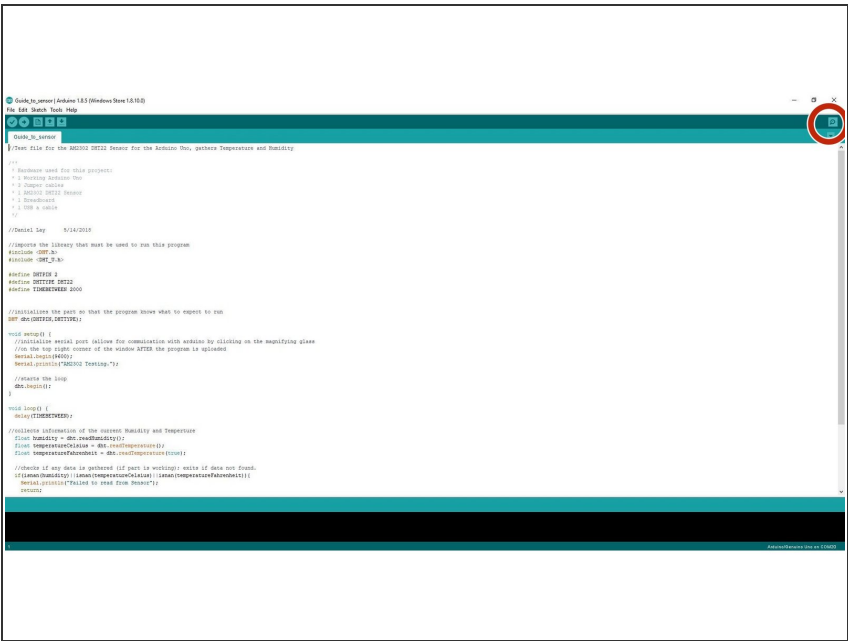 Guide_to_sensor | Arduino 1.8.5 (Windows Store 1.8.10.0)
File Edit Sketch Tools Help
Guide_to_sensor
//Test file for the AM2302 DHT22 Sensor for the Arduino Uno, gathers Temperature and Humidity
/**
* Hardware used for this project:
* 1 Working Arduino Uno
* 3 Jumper cables
* 1 AM2302 DHT22 Sensor
* 1 Breadboard
* 1 USB a cable
*/
//Daniel Lay 9/14/2018
//imports the library that must be used to run this program
#include <DHT.h>
#include <DHT_U.h>
#define DHTPIN 2
#define DHTTYPE DHT22
#define TIMEBETWEEN 2000
//initializes the part so that the program knows what to expect to run
DHT dht(DHTPIN,DHTTYPE);
void setup() {
//initialize serial port (allows for commuication with arduino by clicking on the magnifying glass
//on the top right corner of the window AFTER the program is uploaded
Serial.begin(9600);
Serial.println("AM2302 Testing:");
//starts the loop
dht.begin();
}
void loop() {
delay(TIMEBETWEEN);
//collects information of the current Humidity and Temperture
float humidity = dht.readHumidity();
float temperatureCelsius = dht.readTemperature();
float temperatureFahrenheit = dht.readTemperature(true);
//checks if any data is gathered (if part is working): exits if data not found.
if(isnan(humidity)||isnan(temperatureCelsius)||isnan(temperatureFahrenheit)){
Serial.println("Failed to read from Sensor");
return;
1
Arduino/Genuino Uno on